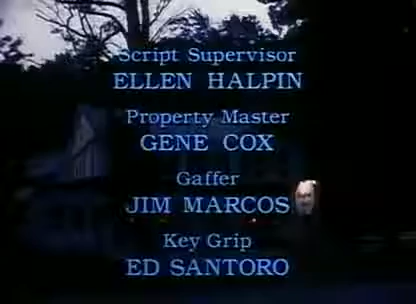 Script Supervisor
ELLEN HALPIN
Property Master
GENE COX
Gaffer
JIM MARCOS
Key Grip
ED SANTORO